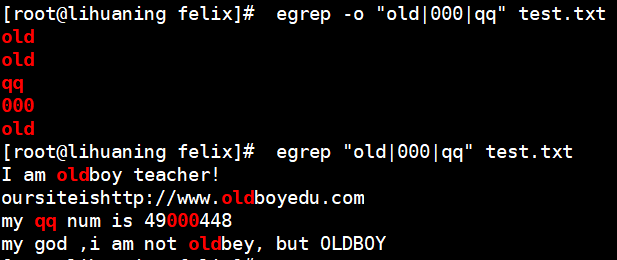 [root@lihuaning felix]#  egrep -o "old|000|qq" test.txt
old
old
qq
000
old
[root@lihuaning felix]#  egrep "old|000|qq" test.txt
I am oldboy teacher!
oursiteishttp://www.oldboyedu.com
my qq num is 49000448
my god ,i am not oldbey, but OLDBOY